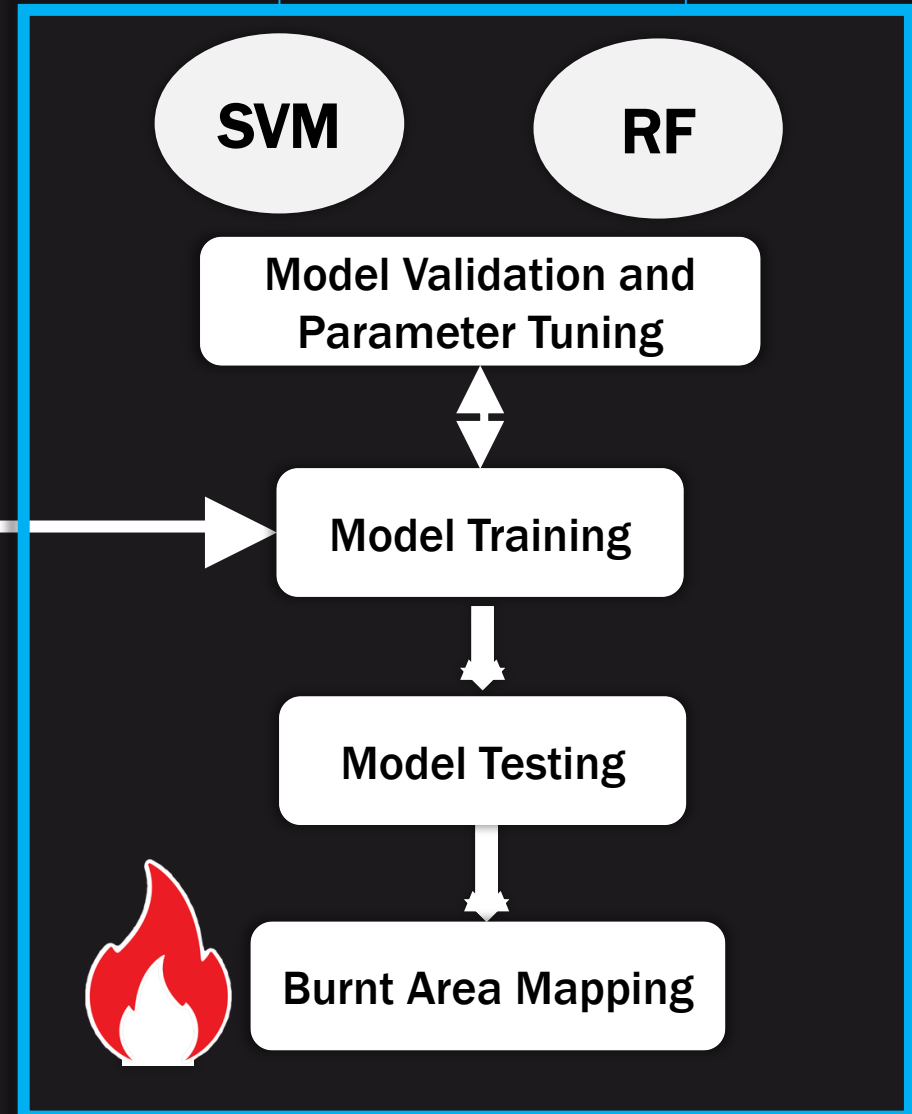 SVM
RF
Model Validation and
Parameter Tuning
Model Training
Model Testing
Burnt Area Mapping